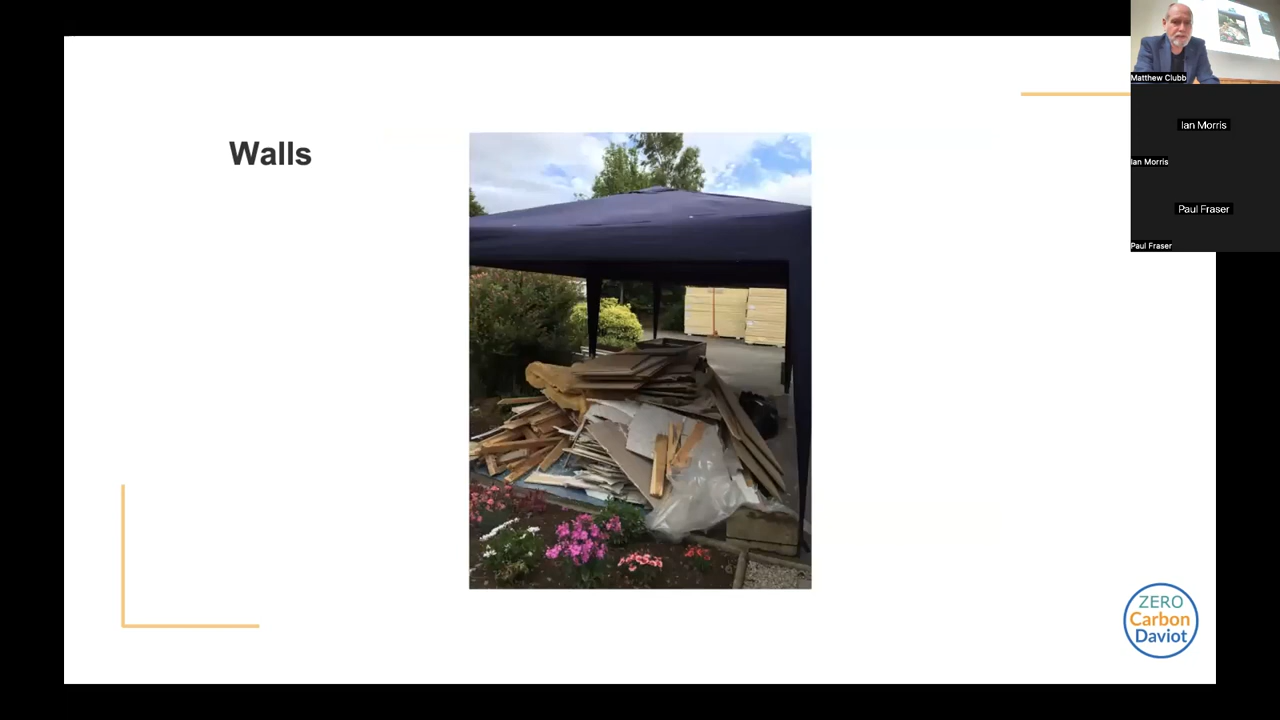 Walls
ZERO
Carbon
Daviot
Matthew Clubb
Ian Morris
Ian Morris
Paul Fraser
Paul Fraser